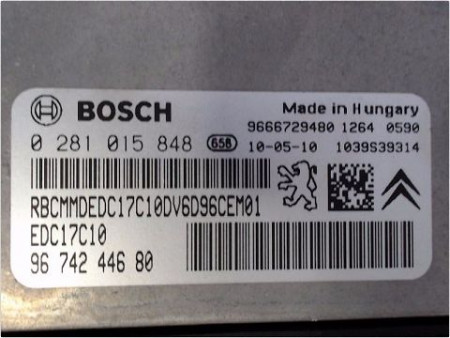 BOSCH
Made in Hungary
9666729480 1264 0590
0 281 015 848 658 10-05-10 1039S39314
RBCMMDEDC17C10DV6D96CEM01
EDC17C10
96 742 446 80